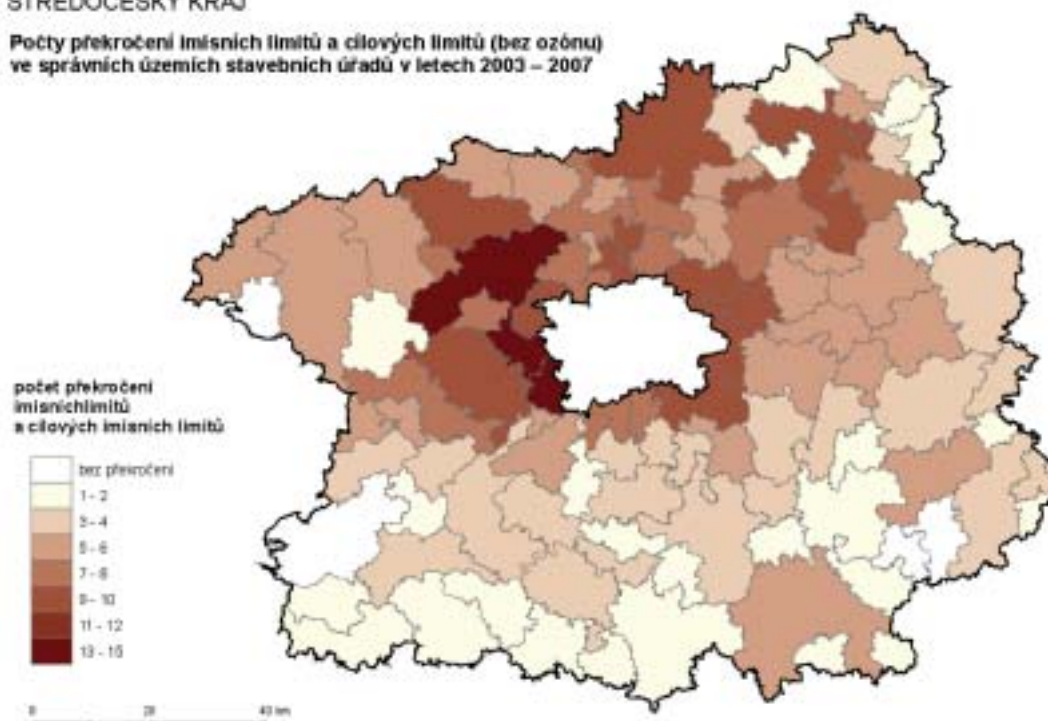 STŘEDOČESKÝ KRAJ
Počty překročení imisních limitů a cílových limitů (bez ozónu)
ve správních územích stavebních úřadů v letech 2003 – 2007
počet překročení
imisníchlimitů
a cílových imisních limitů
bez překročení
1 - 2
3 - 4
5 - 6
7 - 8
9 - 10
11 - 12
13 - 15
0 20 40 km